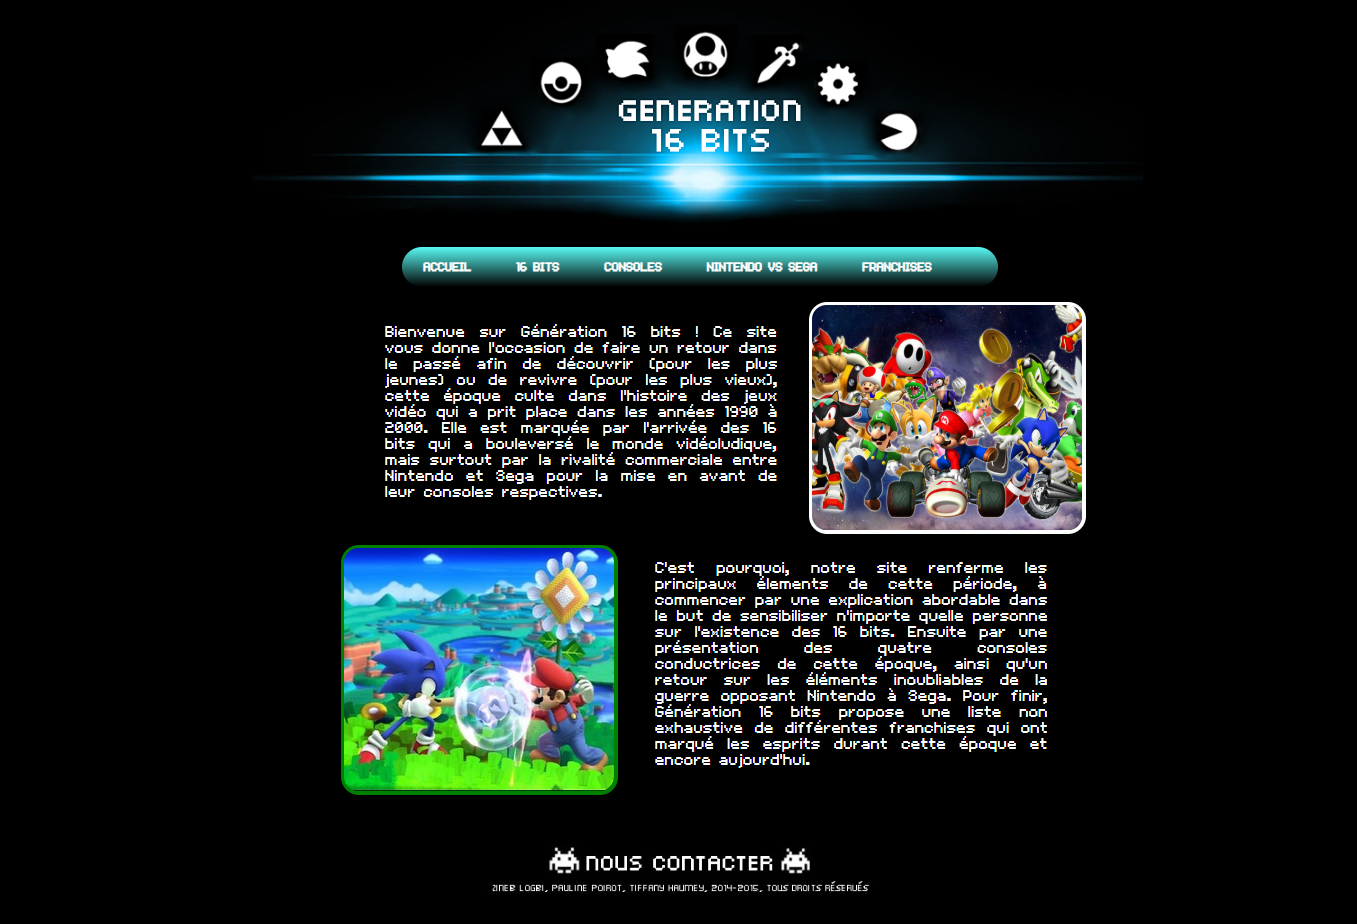 GENERATION
16 BITS
ACCUEIL 16 BITS CONSOLES NINTENDO VS SEGA FRANCHISES
Bienvenue sur Génération 16 bits ! Ce site
vous donne l'occasion de faire un retour dans
le passé afin de découvrir (pour les plus
jeunes) ou de revivre (pour les plus vieux),
cette époque culte dans l'histoire des jeux
vidéo qui a prit place dans les années 1990 à
2000. Elle est marquée par l'arrivée des 16
bits qui a bouleversé le monde vidéoludique,
mais surtout par la rivalité commerciale entre
Nintendo et Sega pour la mise en avant de
leur consoles respectives.
C'est pourquoi, notre site renferme les
principaux élements de cette période, à
commencer par une explication abordable dans
le but de sensibiliser n'importe quelle personne
sur l'existence des 16 bits. Ensuite par une
présentation des quatre consoles
conductrices de cette époque, ainsi qu'un
retour sur les éléments inoubliables de la
guerre opposant Nintendo à Sega. Pour finir,
Génération 16 bits propose une liste non
exhaustive de différentes franchises qui ont
marqué les esprits durant cette époque et
encore aujourd'hui.
NOUS CONTACTER
ZINEB LOGBI, PAULINE POIROT, TIFFANY HAUMEY, 2014-2015, TOUS DROITS RÉSERVÉS